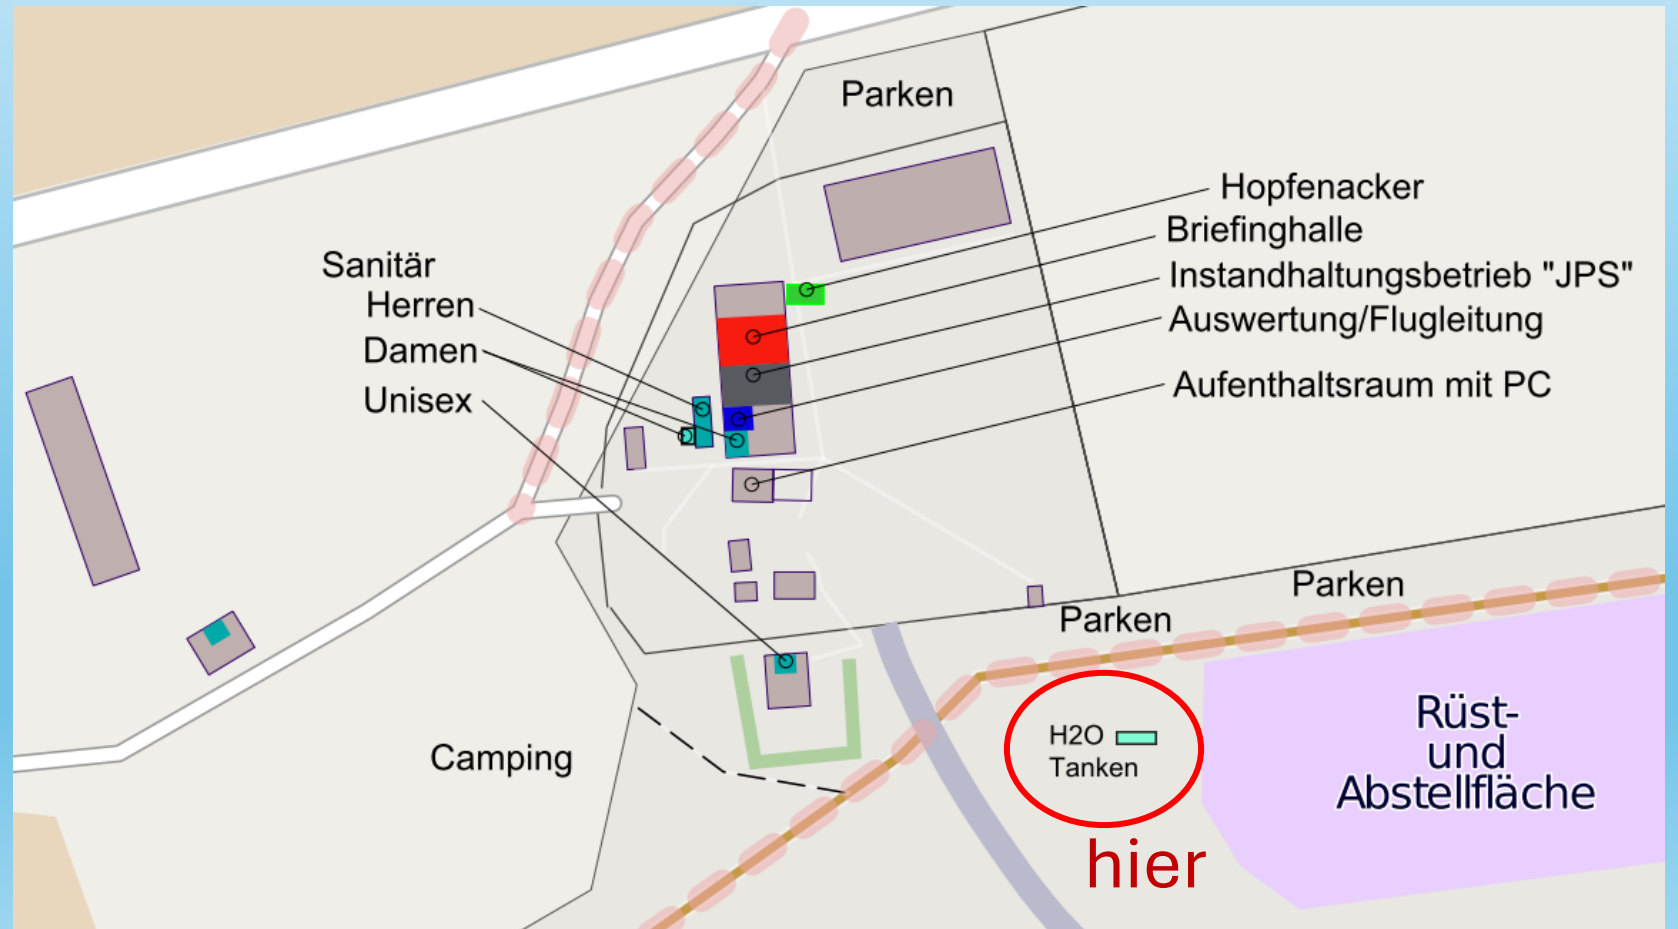 Parken
Hopfenacker
Briefinghalle
Instandhaltungsbetrieb "JPS"
Auswertung/Flugleitung
Aufenthaltsraum mit PC
Sanitär
Herren
Damen
Unisex
Parken
Parken
Camping
H2O
Tanken
hier
Rüst-
und
Abstellfläche